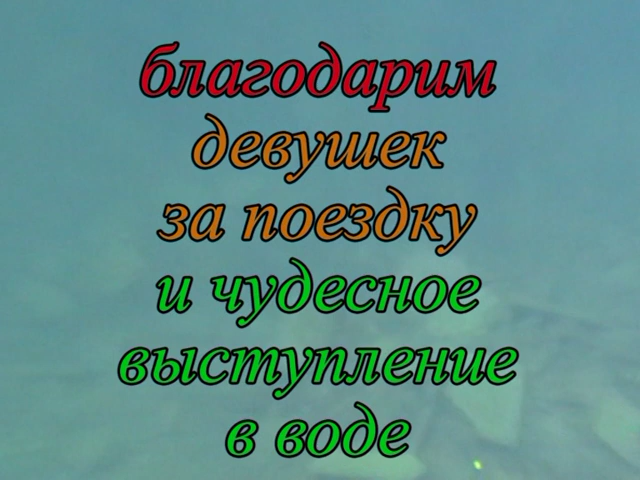 благодарим
девушек
за поездку
и чудесное
выступление
в воде